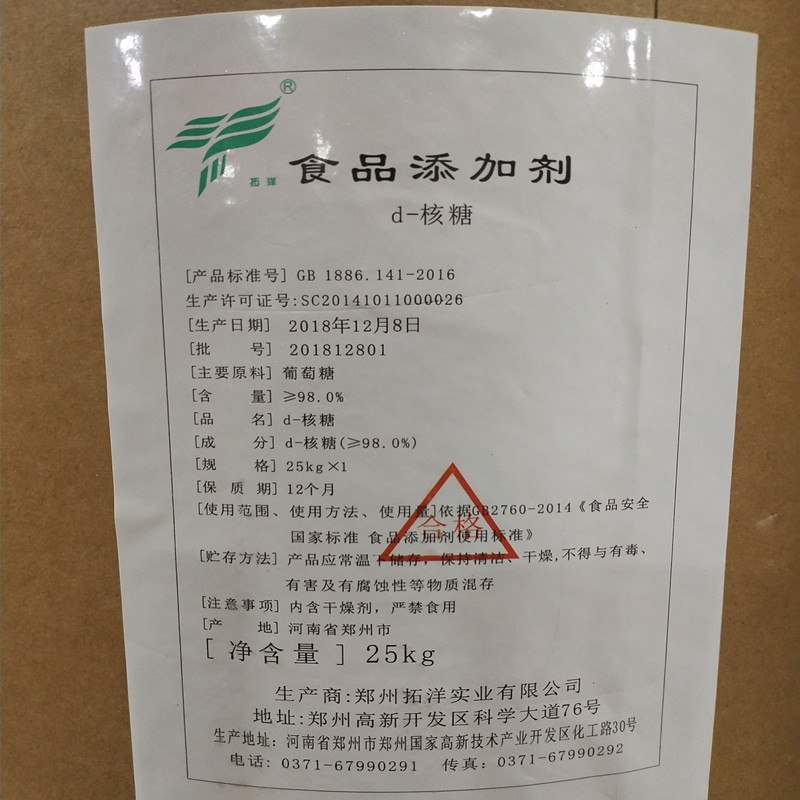 ®
拓洋
食品添加剂
d-核糖
[产品标准号] GB 1886.141-2016
生产许可证号:SC20141011000026
[生产日期] 2018年12月8日
[批 号] 201812801
[主要原料] 葡萄糖
[含 量] ≥98.0%
[品 名] d-核糖
[成 分] d-核糖(≥98.0%)
[规 格] 25kg×1
[保 质 期] 12个月
[使用范围、使用方法、使用量]依据GB2760-2014《食品安全
国家标准 食品添加剂使用标准》
合格
[贮存方法] 产品应常温下储存，保持清洁、干燥,不得与有毒、
有害及有腐蚀性等物质混存
[注意事项] 内含干燥剂，严禁食用
[产 地] 河南省郑州市
[ 净含量 ] 25kg
生产商:郑州拓洋实业有限公司
地址:郑州高新开发区科学大道76号
生产地址: 河南省郑州市郑州国家高新技术产业开发区化工路30号
电话: 0371-67990291 传真: 0371-67990292